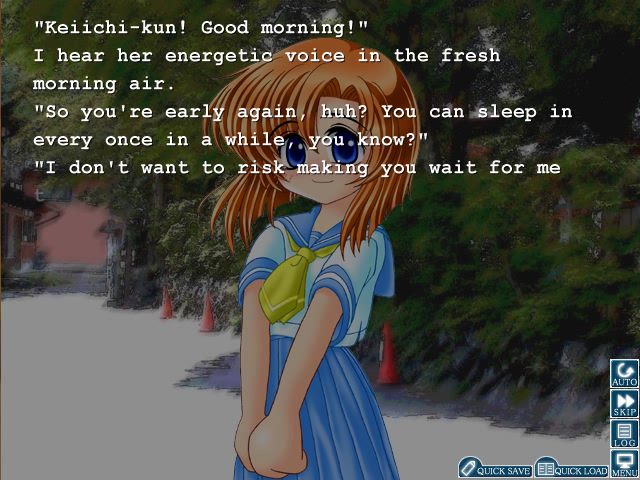 "Keiichi-kun! Good morning!"
I hear her energetic voice in the fresh
morning air.
"So you're early again, huh? You can sleep in
every once in a while, you know?"
"I don't want to risk making you wait for me
AUTO
SKIP
LOG
MENU
QUICK SAVE
QUICK LOAD